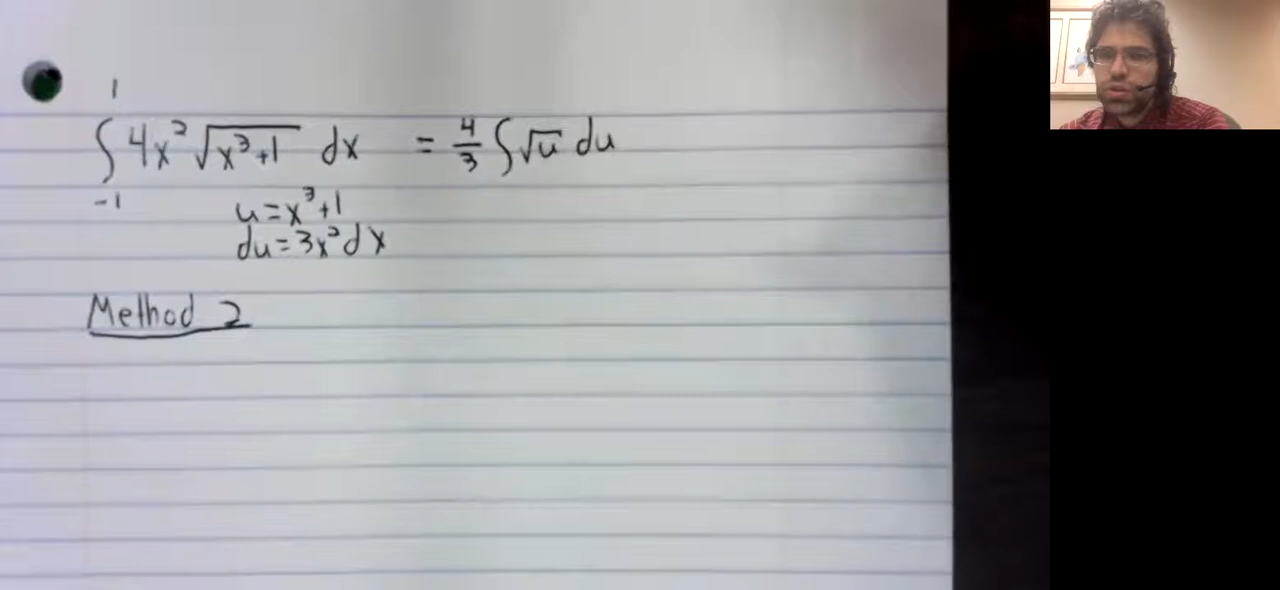 ∫_{-1}^{1} 4x² √(x³+1) dx = 4/3 ∫ √u du
u = x³+1
du = 3x² dx
Method 2